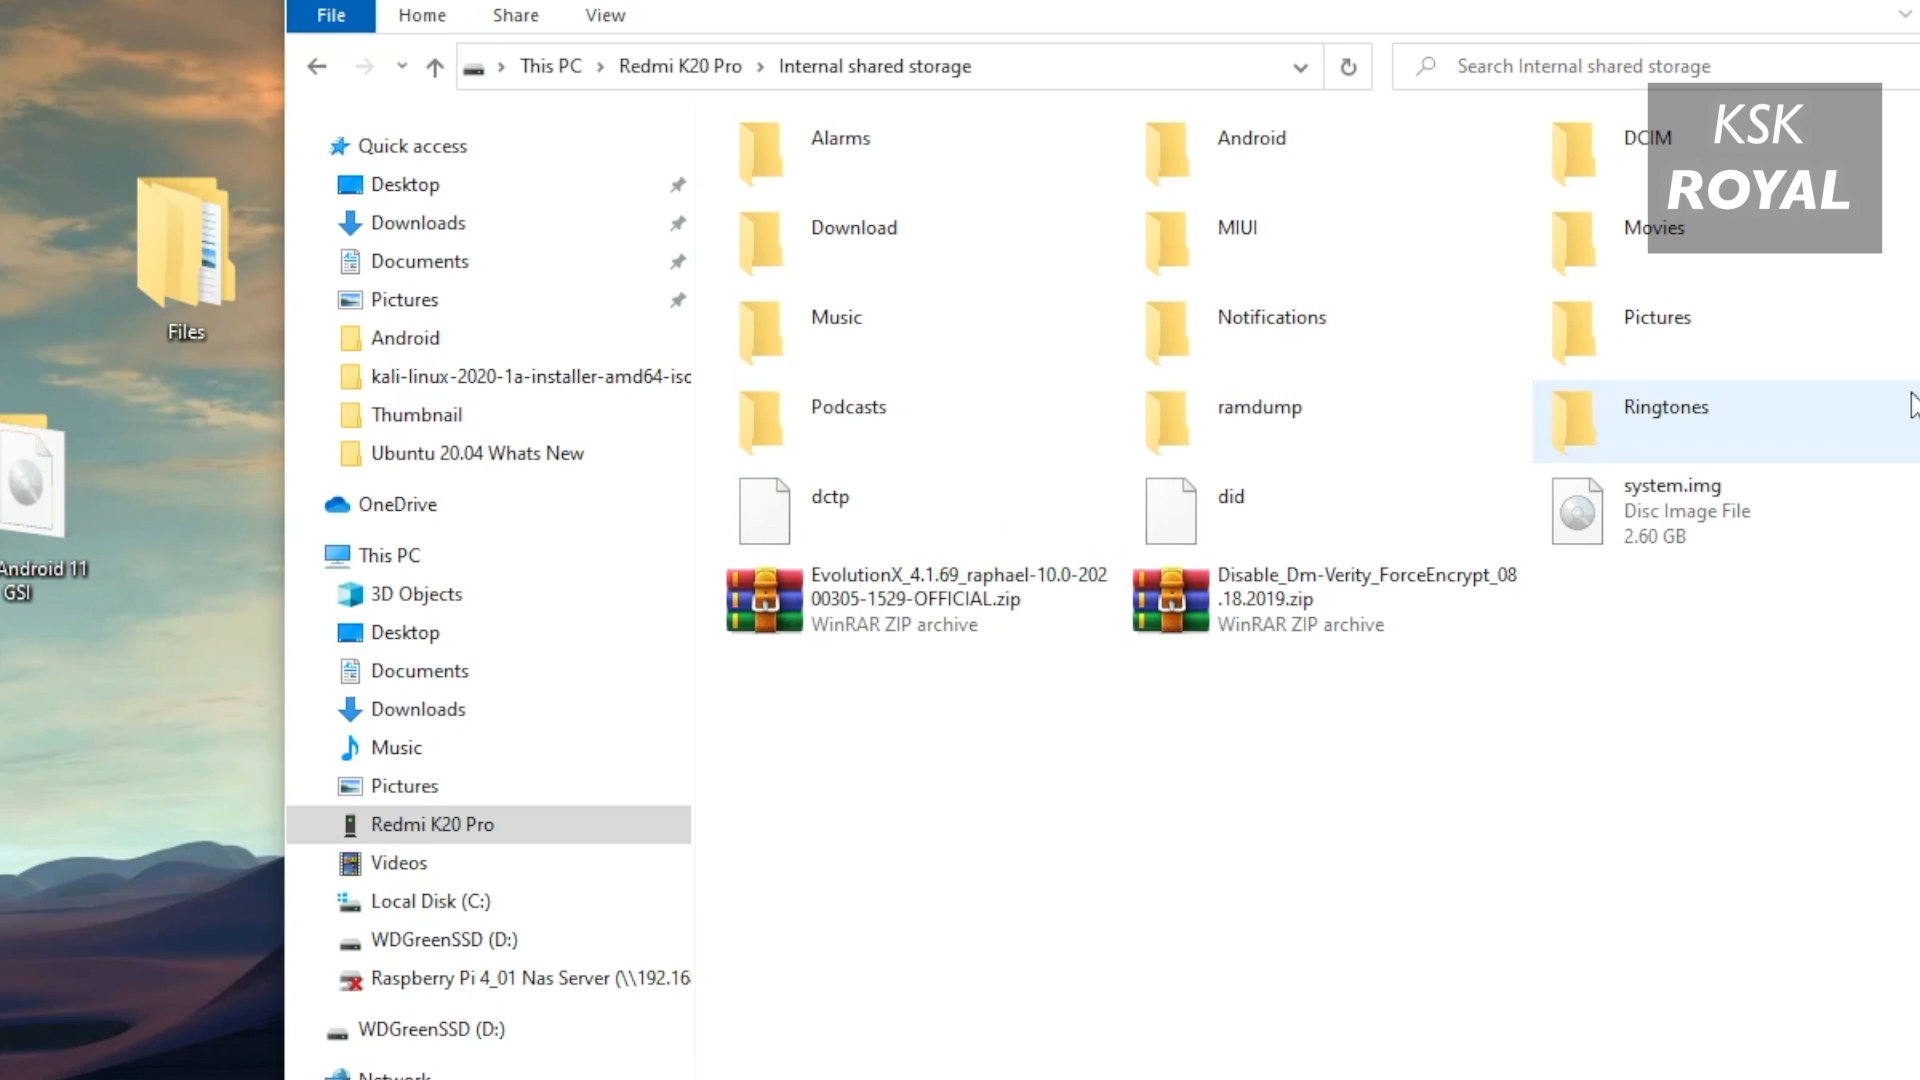 File
Home
Share
View
This PC
Redmi K20 Pro
Internal shared storage
Search Internal shared storage
KSK
ROYAL
Files
Android 11
GSI
Quick access
Desktop
Downloads
Documents
Pictures
Android
kali-linux-2020-1a-installer-amd64-isc
Thumbnail
Ubuntu 20.04 Whats New
OneDrive
This PC
3D Objects
Desktop
Documents
Downloads
Music
Pictures
Redmi K20 Pro
Videos
Local Disk (C:)
WDGreenSSD (D:)
Raspberry Pi 4_01 Nas Server (\\192.16
WDGreenSSD (D:)
Network
Alarms
Android
DCIM
Download
MIUI
Movies
Music
Notifications
Pictures
Podcasts
ramdump
Ringtones
dctp
did
system.img
Disc Image File
2.60 GB
EvolutionX_4.1.69_raphael-10.0-202
00305-1529-OFFICIAL.zip
WinRAR ZIP archive
Disable_Dm-Verity_ForceEncrypt_08
.18.2019.zip
WinRAR ZIP archive